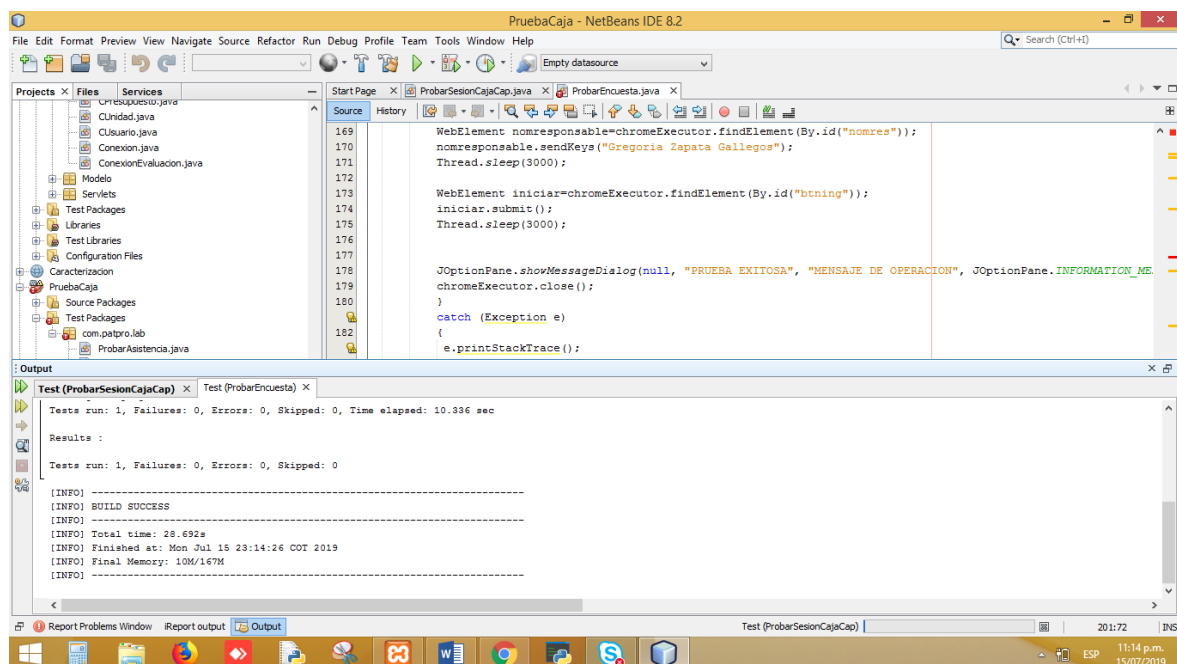 PruebaCaja - NetBeans IDE 8.2
File Edit Format Preview View Navigate Source Refactor Run Debug Profile Team Tools Window Help
Search (Ctrl+I)
Empty datasource
Projects × Files Services
Start Page × ProbarSesionCajaCap.java × ProbarEncuesta.java ×
Source History
CPresupuesto.java
CUnidad.java
CUsuario.java
Conexion.java
ConexionEvaluacion.java
Modelo
Servlets
Test Packages
Libraries
Test Libraries
Configuration Files
Caracterizacion
PruebaCaja
Source Packages
Test Packages
com.patpro.lab
ProbarAsistencia.java
169 WebElement nomresponsable=chromeExecutor.findElement(By.id("nomres"));
170 nomresponsable.sendKeys("Gregoria Zapata Gallegos");
171 Thread.sleep(3000);
172
173 WebElement iniciar=chromeExecutor.findElement(By.id("btning"));
174 iniciar.submit();
175 Thread.sleep(3000);
176
177
178 JOptionPane.showMessageDialog(null, "PRUEBA EXITOSA", "MENSAJE DE OPERACION", JOptionPane.INFORMATION_ME
179 chromeExecutor.close();
180 }
catch (Exception e)
182 {
e.printStackTrace();
Output
Test (ProbarSesionCajaCap) × Test (ProbarEncuesta) ×
Tests run: 1, Failures: 0, Errors: 0, Skipped: 0, Time elapsed: 10.336 sec
Results :
Tests run: 1, Failures: 0, Errors: 0, Skipped: 0
[INFO] ------------------------------------------------------------------------
[INFO] BUILD SUCCESS
[INFO] ------------------------------------------------------------------------
[INFO] Total time: 28.692s
[INFO] Finished at: Mon Jul 15 23:14:26 COT 2019
[INFO] Final Memory: 10M/167M
[INFO] ------------------------------------------------------------------------
Report Problems Window iReport output Output
Test (ProbarSesionCajaCap)
201:72 INS
ESP
11:14 p.m.
15/07/2019